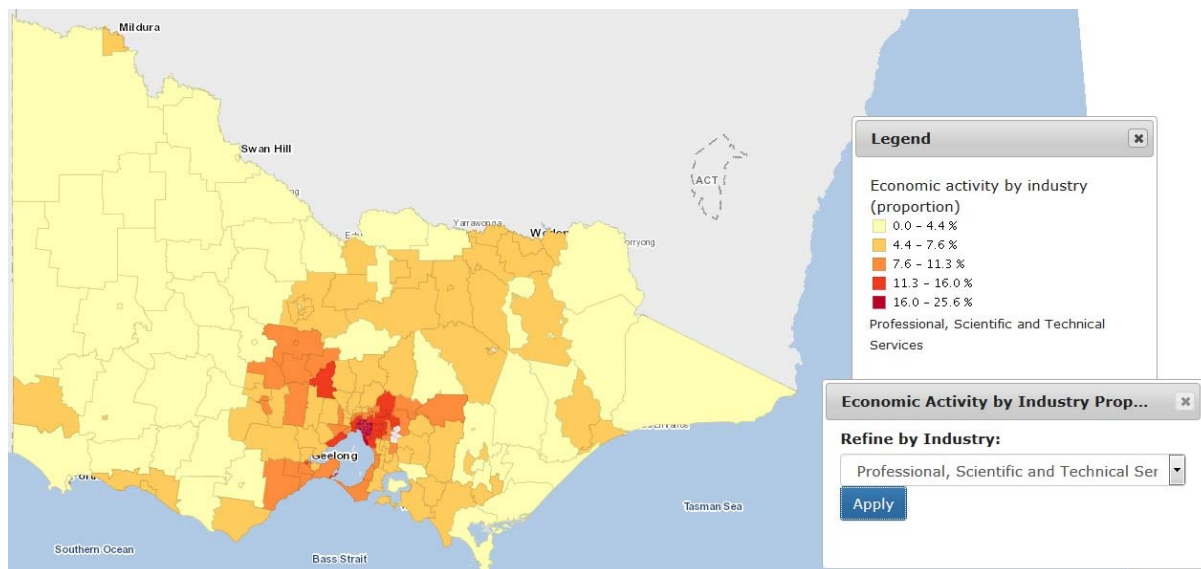 Mildura
Swan Hill
ACT
Yarrawonga
Geelong
Tasman Sea
Southern Ocean
Bass Strait
Legend
Economic activity by industry
(proportion)
0.0 – 4.4 %
4.4 – 7.6 %
7.6 – 11.3 %
11.3 – 16.0 %
16.0 – 25.6 %
Professional, Scientific and Technical
Services
Economic Activity by Industry Prop...
Refine by Industry:
Professional, Scientific and Technical Ser
Apply